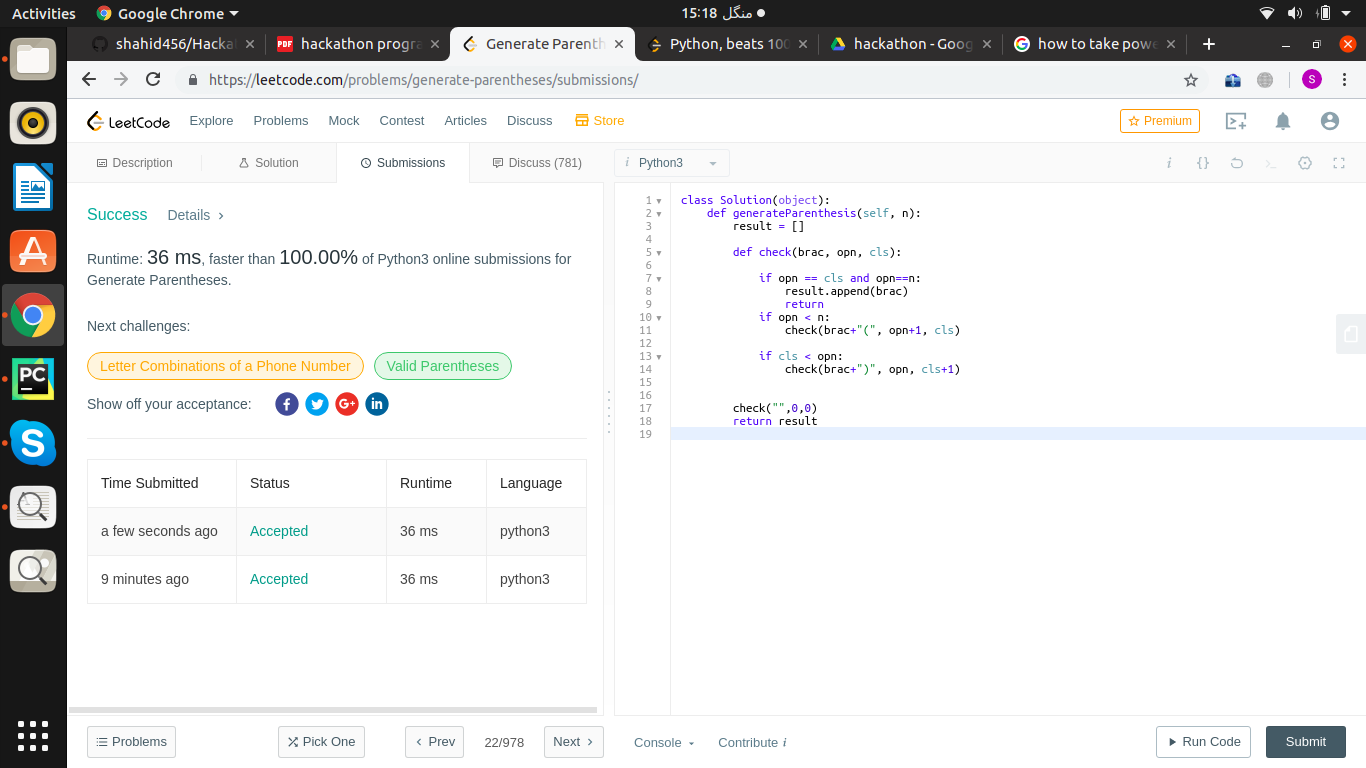 Activities Google Chrome 15:18 منگل
shahid456/Hacka hackathon progra Generate Parenth Python, beats 100 hackathon - Goog how to take powe
https://leetcode.com/problems/generate-parentheses/submissions/ S
LeetCode Explore Problems Mock Contest Articles Discuss Store Premium
Description Solution Submissions Discuss (781)
i Python3
Success Details
Runtime: 36 ms, faster than 100.00% of Python3 online submissions for
Generate Parentheses.
Next challenges:
Letter Combinations of a Phone Number Valid Parentheses
Show off your acceptance:
Time Submitted Status Runtime Language
a few seconds ago Accepted 36 ms python3
9 minutes ago Accepted 36 ms python3
1 class Solution(object):
2 def generateParenthesis(self, n):
3 result = []
4
5 def check(brac, opn, cls):
6
7 if opn == cls and opn==n:
8 result.append(brac)
9 return
10 if opn < n:
11 check(brac+"(", opn+1, cls)
12
13 if cls < opn:
14 check(brac+")", opn, cls+1)
15
16
17 check("",0,0)
18 return result
19
Problems Pick One Prev 22/978 Next
Console Contribute i Run Code Submit